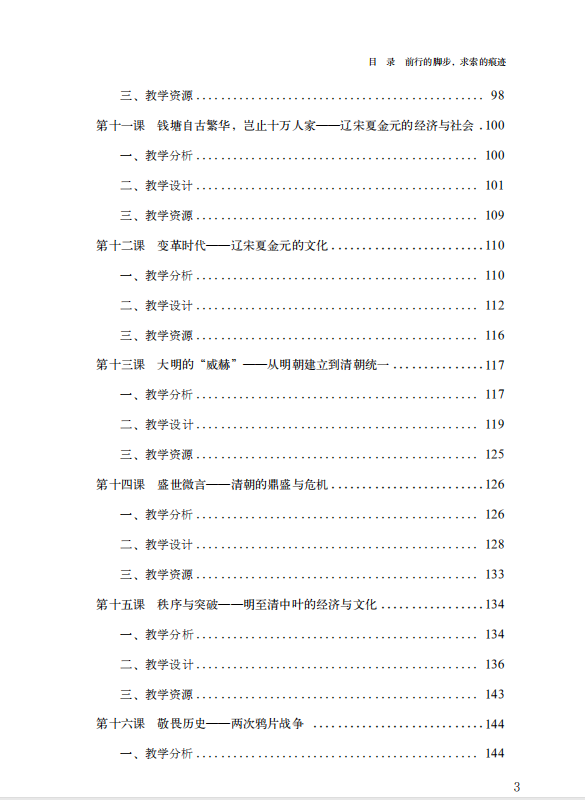 目　录　前行的脚步，求索的痕迹
三、教学资源 98
第十一课　钱塘自古繁华，岂止十万人家——辽宋夏金元的经济与社会 100
一、教学分析 100
二、教学设计 101
三、教学资源 109
第十二课　变革时代——辽宋夏金元的文化 110
一、教学分析 110
二、教学设计 112
三、教学资源 116
第十三课　大明的“威赫”——从明朝建立到清朝统一 117
一、教学分析 117
二、教学设计 119
三、教学资源 125
第十四课　盛世微言——清朝的鼎盛与危机 126
一、教学分析 126
二、教学设计 128
三、教学资源 133
第十五课　秩序与突破——明至清中叶的经济与文化 134
一、教学分析 134
二、教学设计 136
三、教学资源 143
第十六课　敬畏历史——两次鸦片战争 144
一、教学分析 144
3